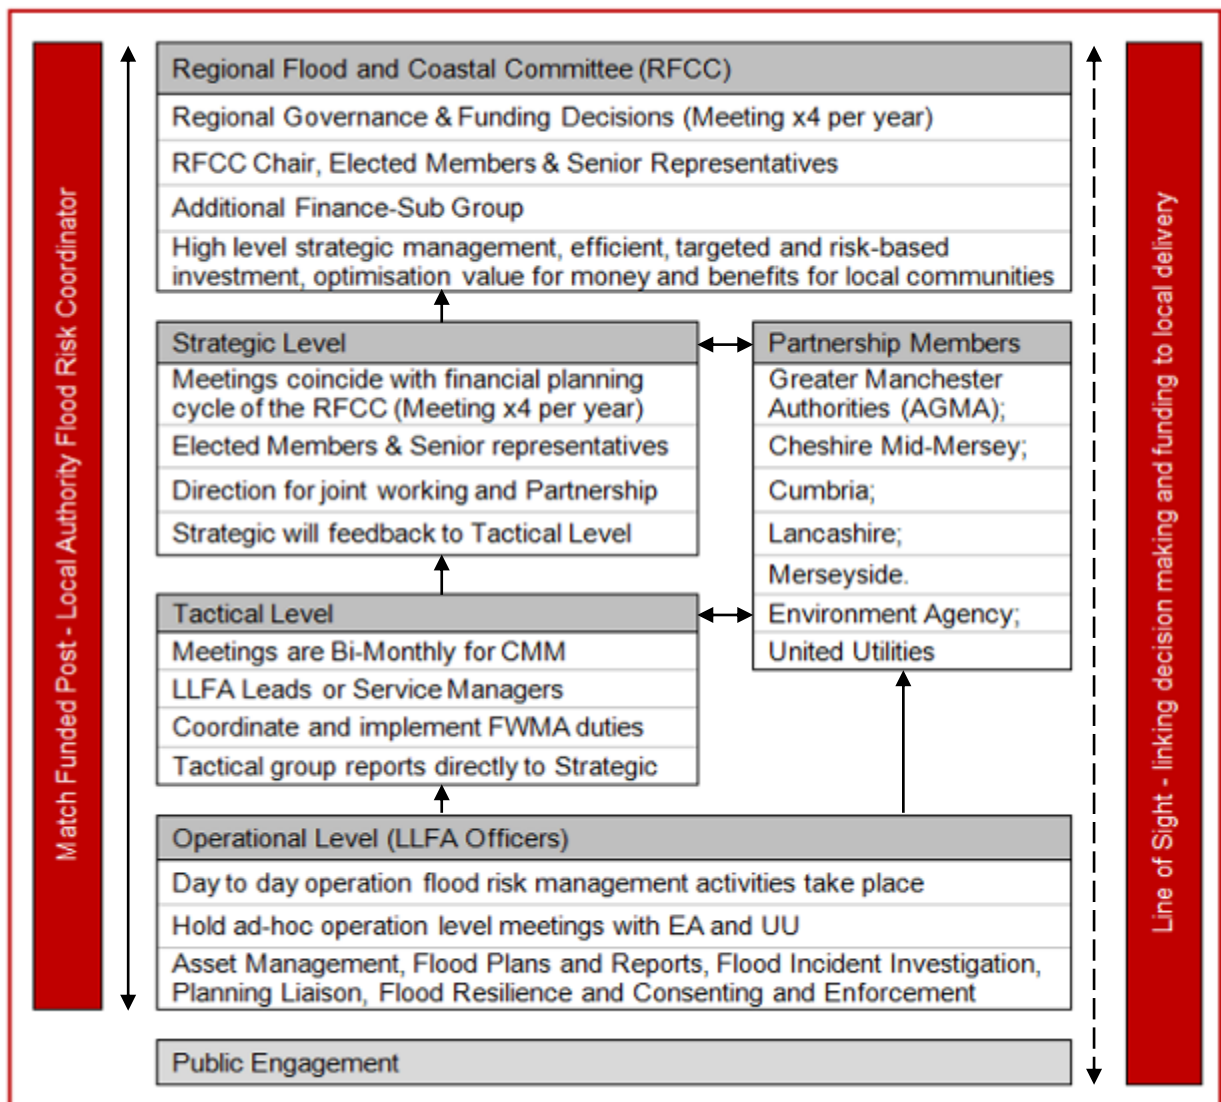 Match Funded Post - Local Authority Flood Risk Coordinator
Regional Flood and Coastal Committee (RFCC)
Regional Governance & Funding Decisions (Meeting x4 per year)
RFCC Chair, Elected Members & Senior Representatives
Additional Finance-Sub Group
High level strategic management, efficient, targeted and risk-based
investment, optimisation value for money and benefits for local communities
Strategic Level
Meetings coincide with financial planning
cycle of the RFCC (Meeting x4 per year)
Elected Members & Senior representatives
Direction for joint working and Partnership
Strategic will feedback to Tactical Level
Partnership Members
Greater Manchester
Authorities (AGMA);
Cheshire Mid-Mersey;
Cumbria;
Lancashire;
Merseyside.
Environment Agency;
United Utilities
Tactical Level
Meetings are Bi-Monthly for CMM
LLFA Leads or Service Managers
Coordinate and implement FWMA duties
Tactical group reports directly to Strategic
Operational Level (LLFA Officers)
Day to day operation flood risk management activities take place
Hold ad-hoc operation level meetings with EA and UU
Asset Management, Flood Plans and Reports, Flood Incident Investigation,
Planning Liaison, Flood Resilience and Consenting and Enforcement
Public Engagement
Line of Sight - linking decision making and funding to local delivery